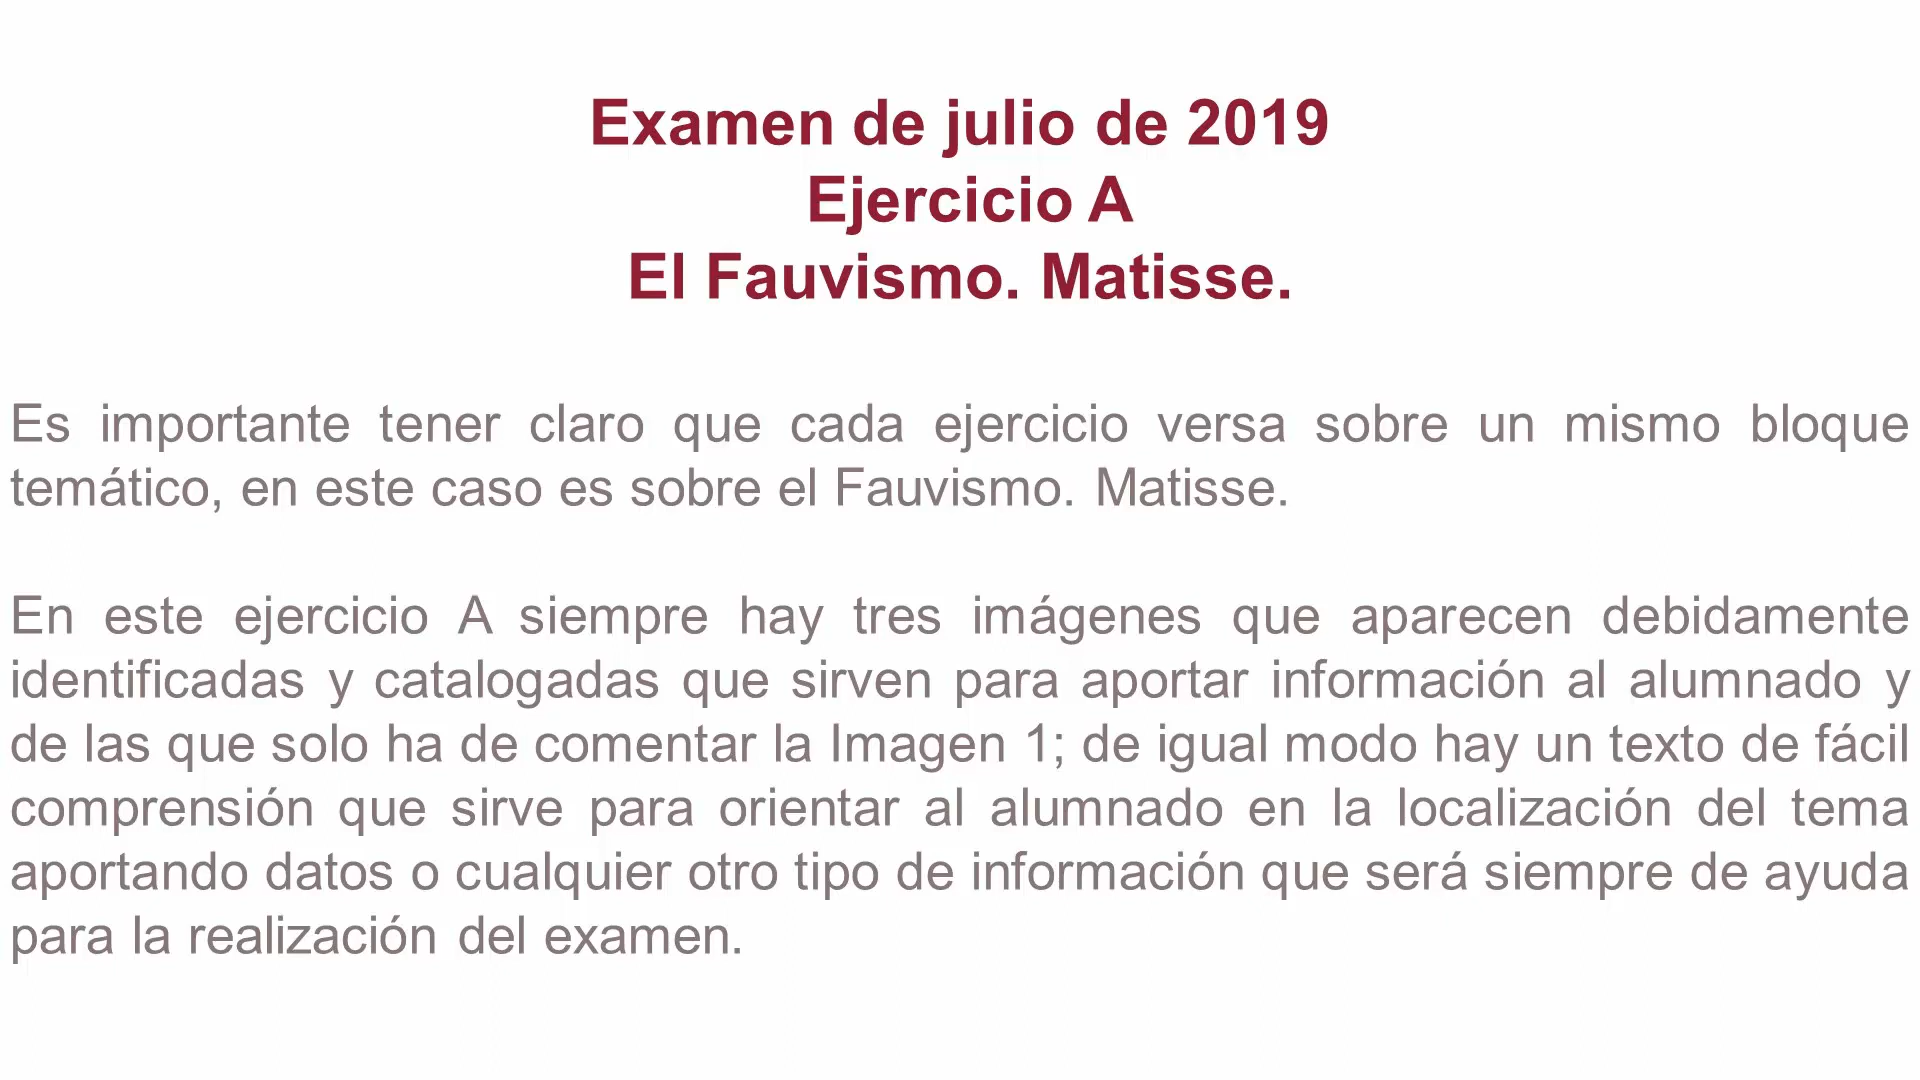 Examen de julio de 2019
Ejercicio A
El Fauvismo. Matisse.
Es importante tener claro que cada ejercicio versa sobre un mismo bloque
temático, en este caso es sobre el Fauvismo. Matisse.
En este ejercicio A siempre hay tres imágenes que aparecen debidamente
identificadas y catalogadas que sirven para aportar información al alumnado y
de las que solo ha de comentar la Imagen 1; de igual modo hay un texto de fácil
comprensión que sirve para orientar al alumnado en la localización del tema
aportando datos o cualquier otro tipo de información que será siempre de ayuda
para la realización del examen.